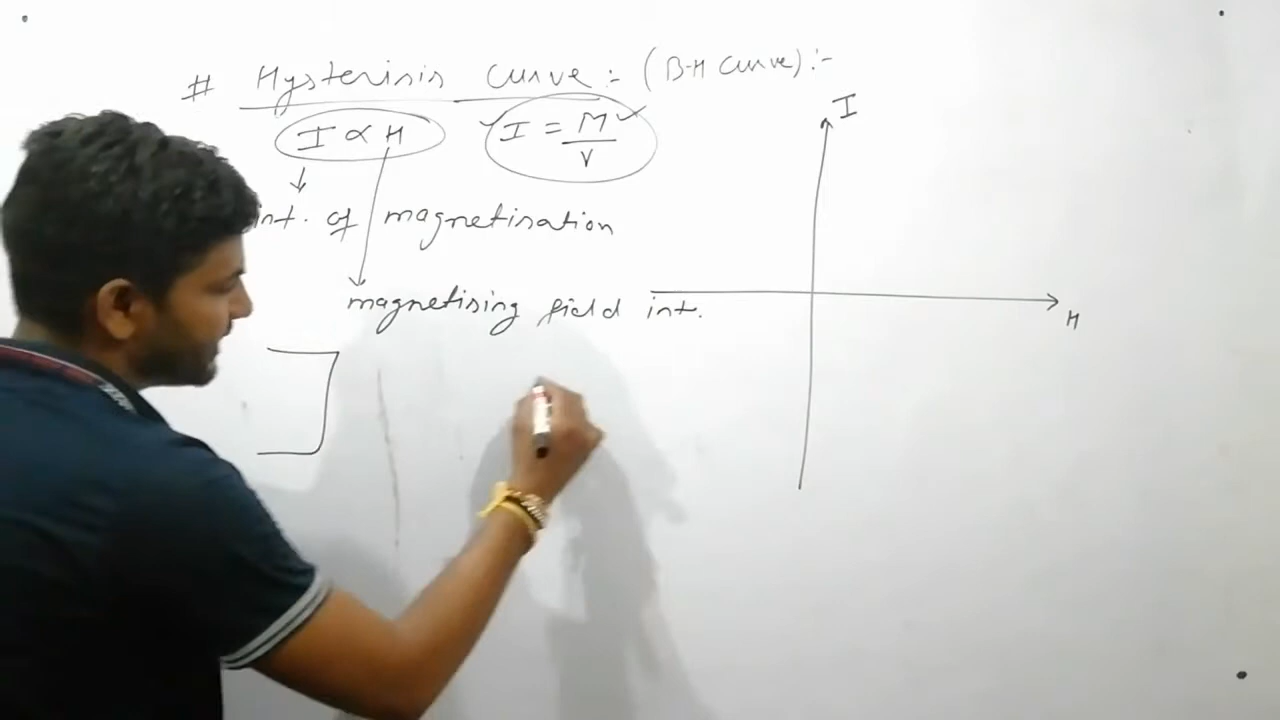 # Hysterisis Curve :- (B-H Curve) :-
I ∝ H I = M/V
int. of magnetisation
magnetising field int.
I
H